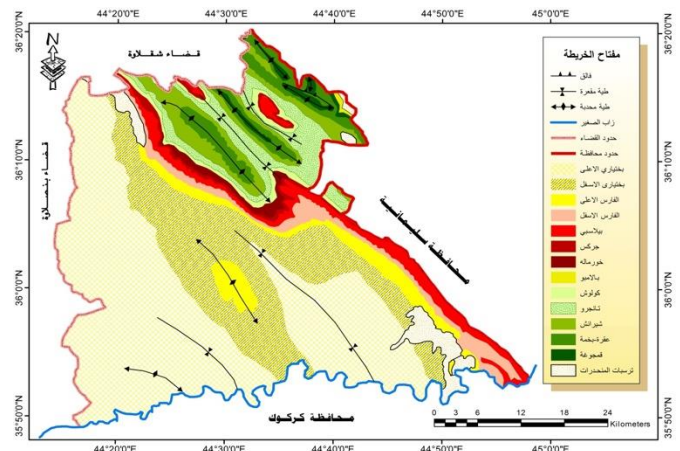 44°20'0"E 44°30'0"E 44°40'0"E 44°50'0"E 45°0'0"E
36°20'0"N
36°10'0"N
36°0'0"N
35°50'0"N
36°20'0"N
36°10'0"N
36°0'0"N
35°50'0"N
N
قضاء شقلاوة
قضاء بنصلاوة
محافظة سليمانية
محافظة كركوك
مفتاح الخريطة
فالق
طية مقعرة
طية محدبة
زاب الصغير
حدود القضاء
حدود محافظة
بختياري الاعلى
بختياري الاسفل
الفارس الاعلى
الفارس الاسفل
بيلاسبي
جركس
خورماله
بالامبو
كولوش
تانجرو
شيرانش
عقرة-بخمة
قمجوغة
ترسبات المنحدرات
0 3 6 12 18 24
Kilometers
44°20'0"E 44°30'0"E 44°40'0"E 44°50'0"E 45°0'0"E